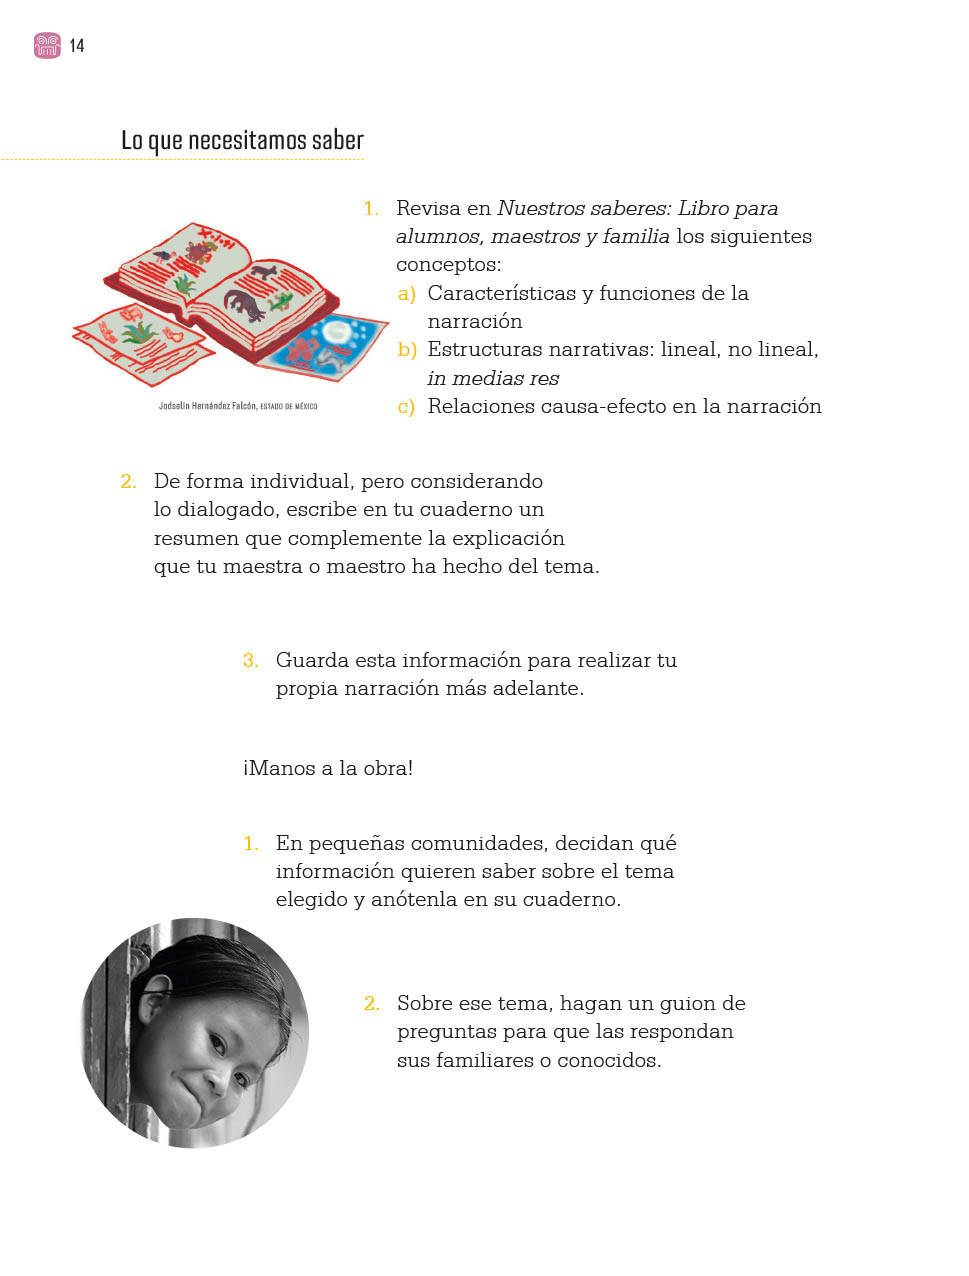 14
Lo que necesitamos saber
1. Revisa en Nuestros saberes: Libro para
alumnos, maestros y familia los siguientes
conceptos:
a) Características y funciones de la
narración
b) Estructuras narrativas: lineal, no lineal,
in medias res
c) Relaciones causa-efecto en la narración
Jodselin Hernández Falcón, ESTADO DE MÉXICO
2. De forma individual, pero considerando
lo dialogado, escribe en tu cuaderno un
resumen que complemente la explicación
que tu maestra o maestro ha hecho del tema.
3. Guarda esta información para realizar tu
propia narración más adelante.
¡Manos a la obra!
1. En pequeñas comunidades, decidan qué
información quieren saber sobre el tema
elegido y anótenla en su cuaderno.
2. Sobre ese tema, hagan un guion de
preguntas para que las respondan
sus familiares o conocidos.